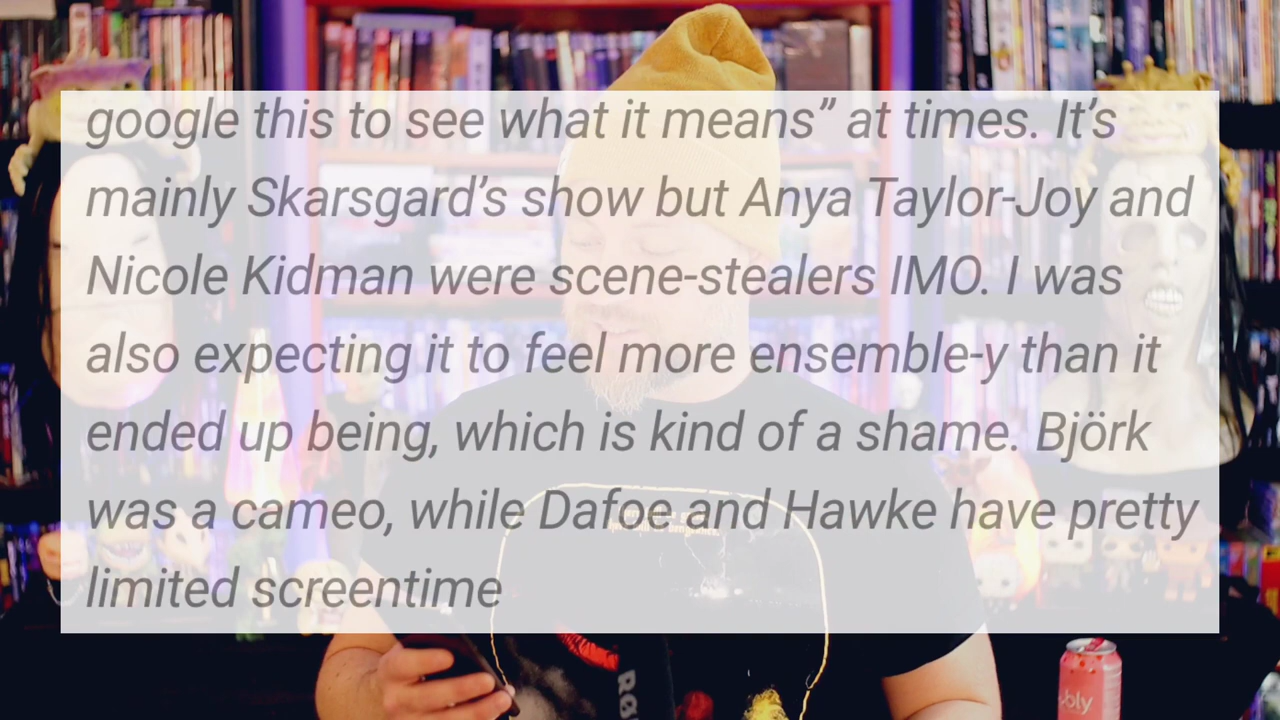 google this to see what it means” at times. It’s
mainly Skarsgard’s show but Anya Taylor-Joy and
Nicole Kidman were scene-stealers IMO. I was
also expecting it to feel more ensemble-y than it
ended up being, which is kind of a shame. Björk
was a cameo, while Dafoe and Hawke have pretty
limited screentime
bly